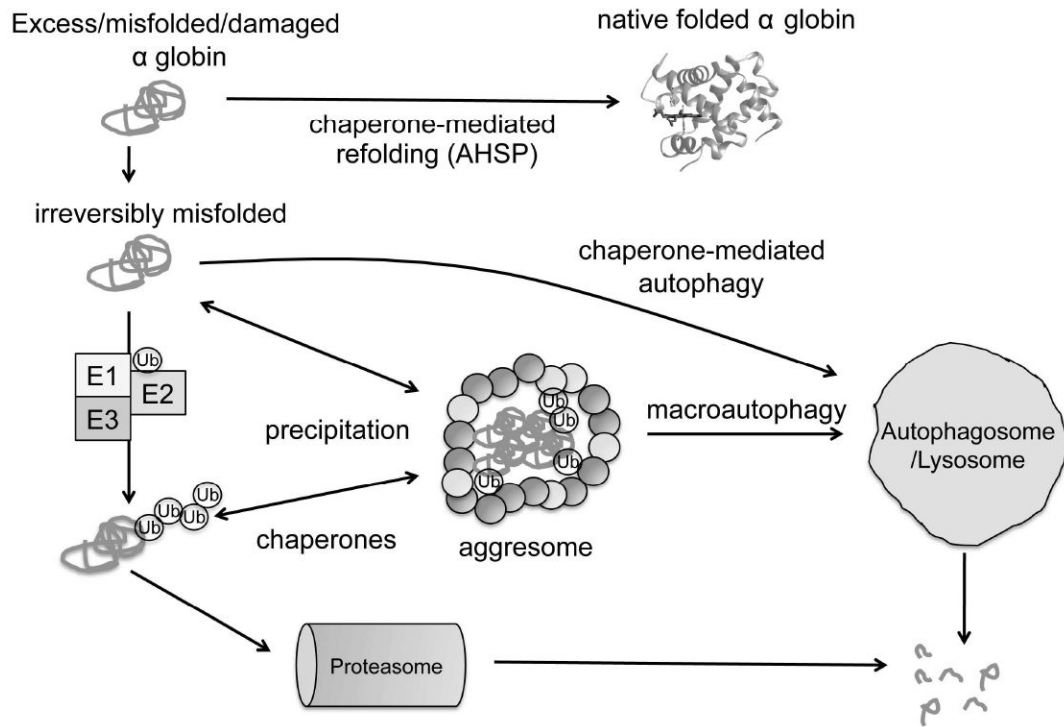 Excess/misfolded/damaged
α globin
native folded α globin
chaperone-mediated
refolding (AHSP)
irreversibly misfolded
chaperone-mediated
autophagy
Ub
E1
E2
E3
precipitation
Ub
Ub
Ub
Ub
macroautophagy
Autophagosome
/Lysosome
Ub
Ub
Ub
Ub
chaperones
aggresome
Proteasome